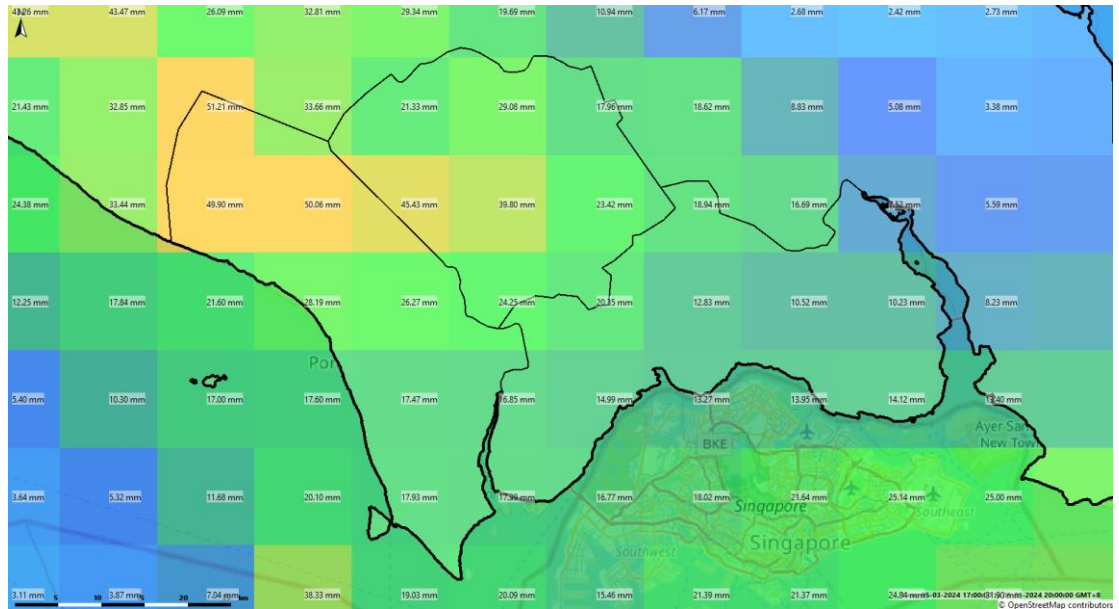 43.47 mm 26.09 mm 32.81 mm 29.34 mm 19.69 mm 10.94 mm 6.17 mm 2.68 mm 2.42 mm 2.73 mm
21.43 mm 32.85 mm 51.21 mm 33.66 mm 21.33 mm 29.08 mm 17.96 mm 18.62 mm 8.83 mm 5.08 mm 3.38 mm
24.38 mm 33.44 mm 49.90 mm 50.06 mm 45.43 mm 39.80 mm 23.42 mm 18.94 mm 16.69 mm 5.59 mm
12.25 mm 17.84 mm 21.60 mm 28.19 mm 26.27 mm 24.25 mm 20.35 mm 12.83 mm 10.52 mm 10.23 mm 8.23 mm
Por
5.40 mm 10.30 mm 17.00 mm 17.60 mm 17.47 mm 16.85 mm 14.99 mm 13.27 mm 13.95 mm 14.12 mm 13.40 mm
Ayer
New Town
BKE
3.64 mm 5.32 mm 11.68 mm 20.10 mm 17.93 mm 17.39 mm 16.77 mm 18.02 mm 21.64 mm 25.14 mm 25.00 mm
Singapore
Southeast
Southwest
Singapore
3.11 mm 3.87 mm 7.04 mm 38.33 mm 19.03 mm 20.09 mm 15.46 mm 21.39 mm 21.37 mm
-03-2024 20:00:00 GMT+8
5 10 15 km
© OpenStreetMap contributors